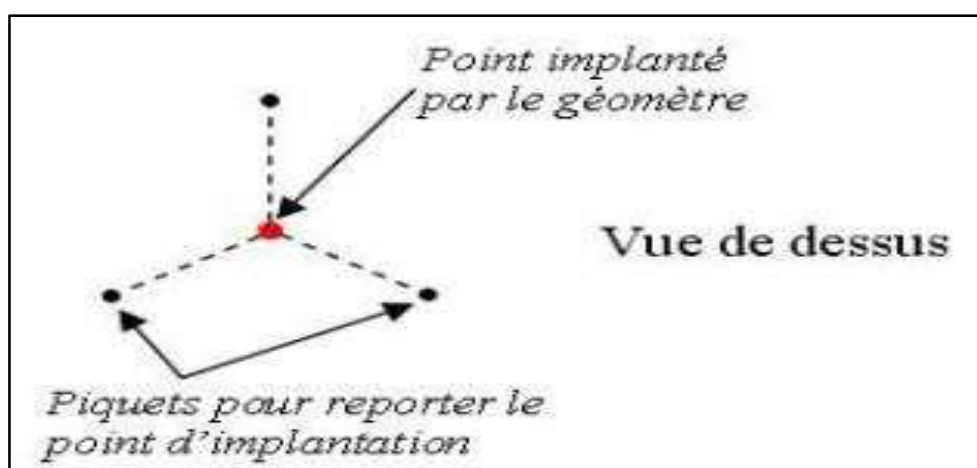 Point implanté
par le géomètre
Vue de dessus
Piquets pour reporter le
point d'implantation